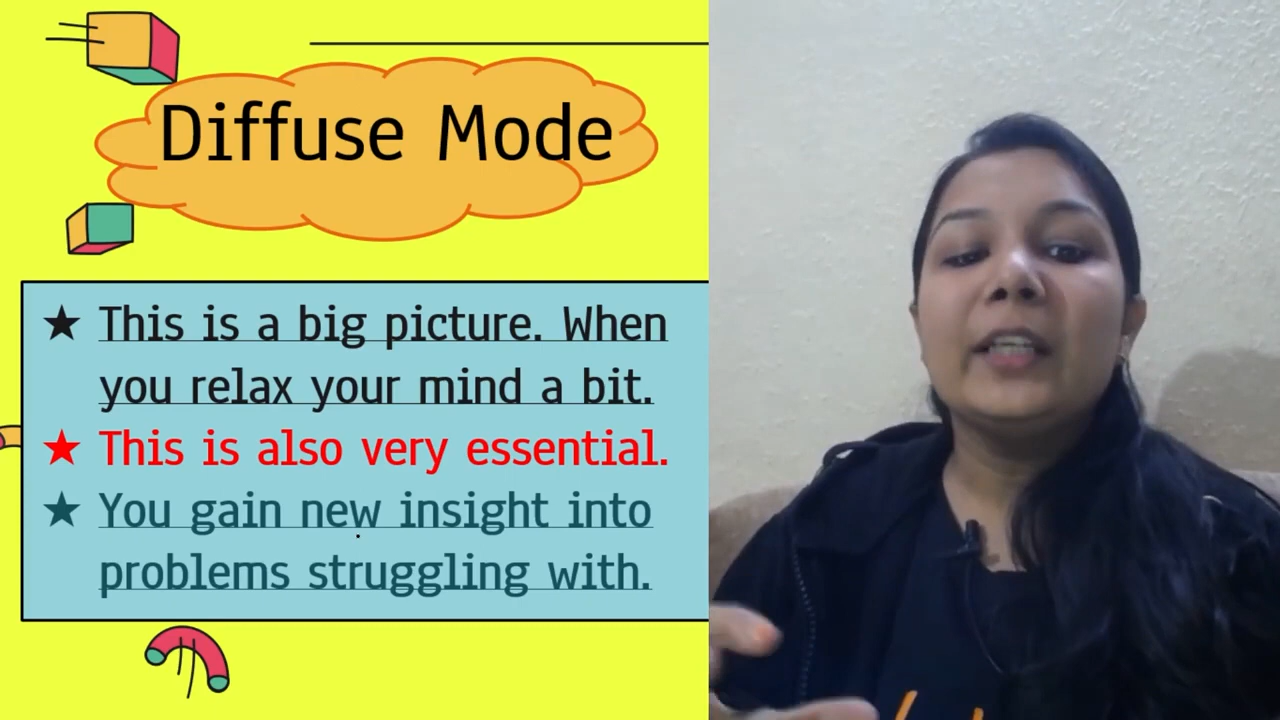 Diffuse Mode
★ This is a big picture. When
you relax your mind a bit.
★ This is also very essential.
★ You gain new insight into
problems struggling with.